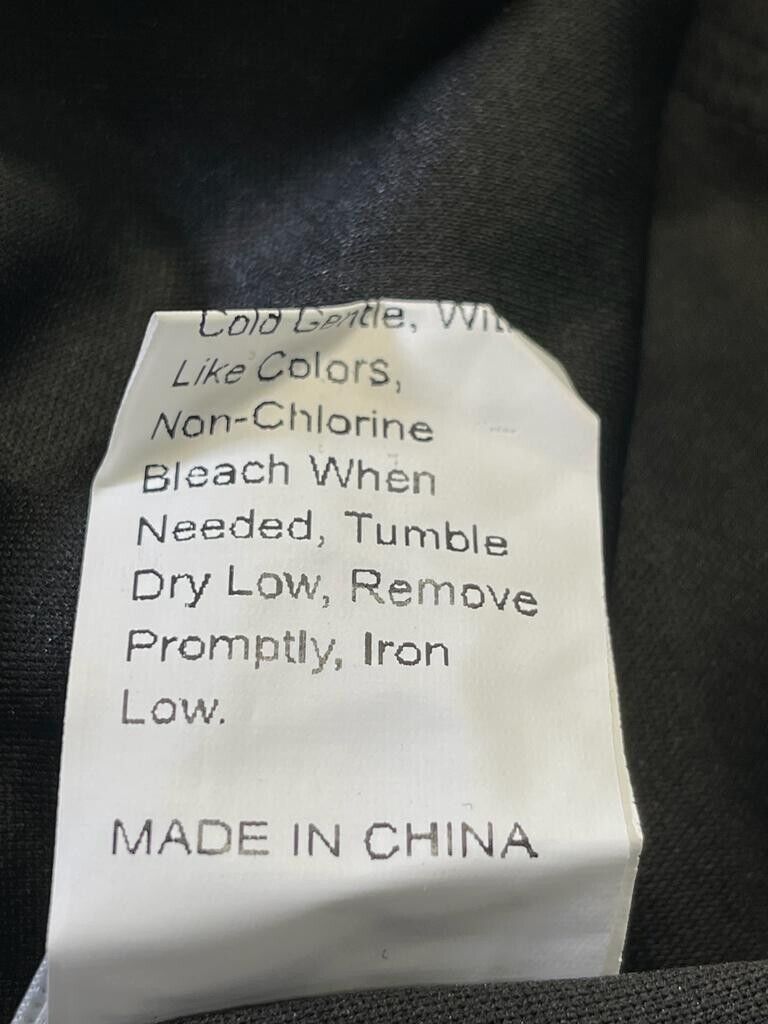 Cold Gentle, With
Like Colors,
Non-Chlorine
Bleach When
Needed, Tumble
Dry Low, Remove
Promptly, Iron
Low.
MADE IN CHINA